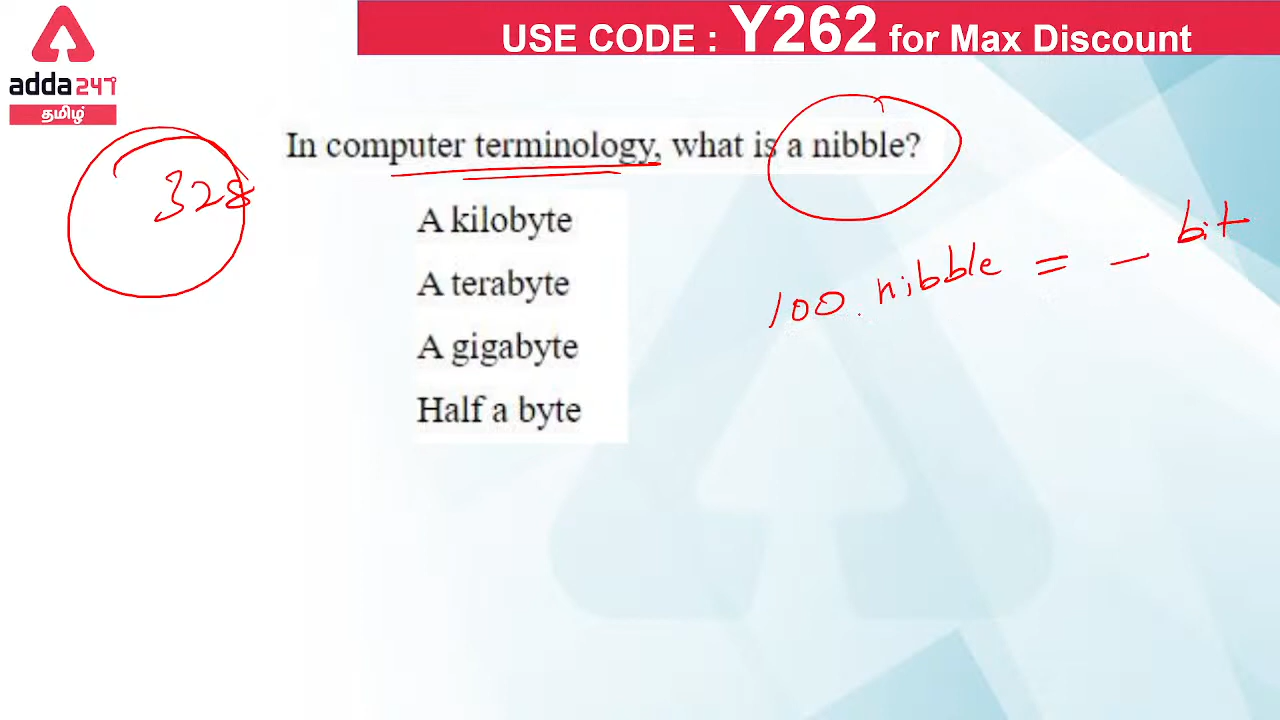 USE CODE : Y262 for Max Discount
adda247
தமிழ்
In computer terminology, what is a nibble?
328
A kilobyte
A terabyte
A gigabyte
Half a byte
100. nibble = _ bit